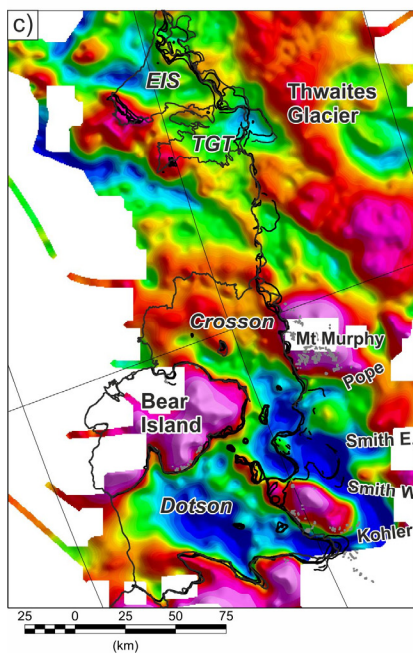 c)
EIS
Thwaites
Glacier
TGT
Crosson
Mt Murphy
Pope
Bear
Island
Smith E.
Smith W
Dotson
Kohler
25 0 25 50 75
(km)